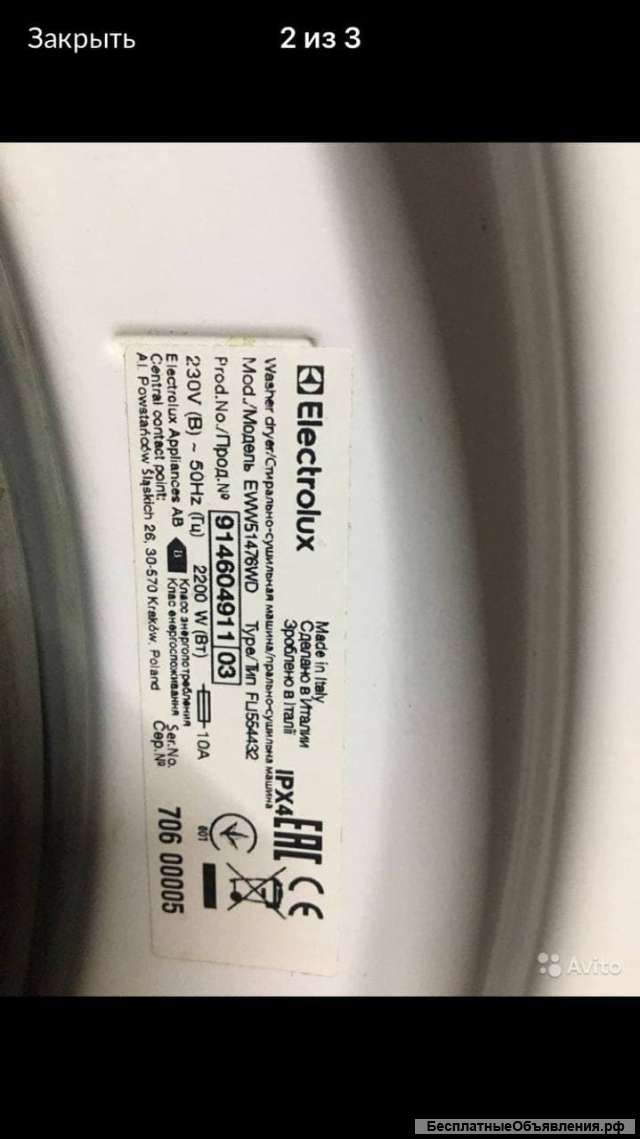 Закрыть
2 из 3
Electrolux
Made in Italy
Сделано в Италии
Зроблено в Італії
IPX4
EAC CE
Washer dryer/Стирально-сушильная машина/прально-сушильна машина
Mod./Модель EWW51476WD Type/Тип FLI554432
Prod.No./Прод.№ 914604911 03
230V (В) ~ 50Hz (Гц) 2200 W (Вт) 10A
801
Electrolux Appliances AB
B
Класс энергопотребления
Клас енергоспоживання
Central contact point:
Al. Powstańców Śląskich 26, 30-570 Kraków, Poland
Ser.No.
Сер.№
706 00005
Avito
БесплатныеОбъявления.рф